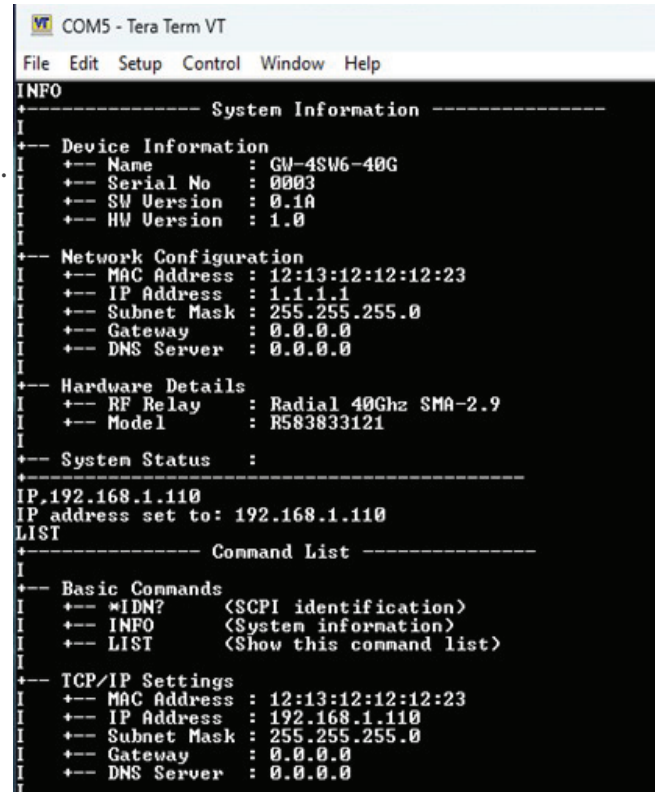 COM5 - Tera Term VT
File Edit Setup Control Window Help
INFO
+---------------- System Information ----------------
I
+-- Device Information
I +-- Name : GW-4SW6-40G
I +-- Serial No : 0003
I +-- SW Version : 0.1A
I +-- HW Version : 1.0
I
+-- Network Configuration
I +-- MAC Address : 12:13:12:12:12:23
I +-- IP Address : 1.1.1.1
I +-- Subnet Mask : 255.255.255.0
I +-- Gateway : 0.0.0.0
I +-- DNS Server : 0.0.0.0
I
+-- Hardware Details
I +-- RF Relay : Radial 40Ghz SMA-2.9
I +-- Model : R583833121
I
+-- System Status :
+----------------------------------------------
IP,192.168.1.110
IP address set to: 192.168.1.110
LIST
+---------------- Command List ----------------
I
+-- Basic Commands
I +-- *IDN? (SCPI identification)
I +-- INFO (System information)
I +-- LIST (Show this command list)
I
+-- TCP/IP Settings
I +-- MAC Address : 12:13:12:12:12:23
I +-- IP Address : 192.168.1.110
I +-- Subnet Mask : 255.255.255.0
I +-- Gateway : 0.0.0.0
I +-- DNS Server : 0.0.0.0
I